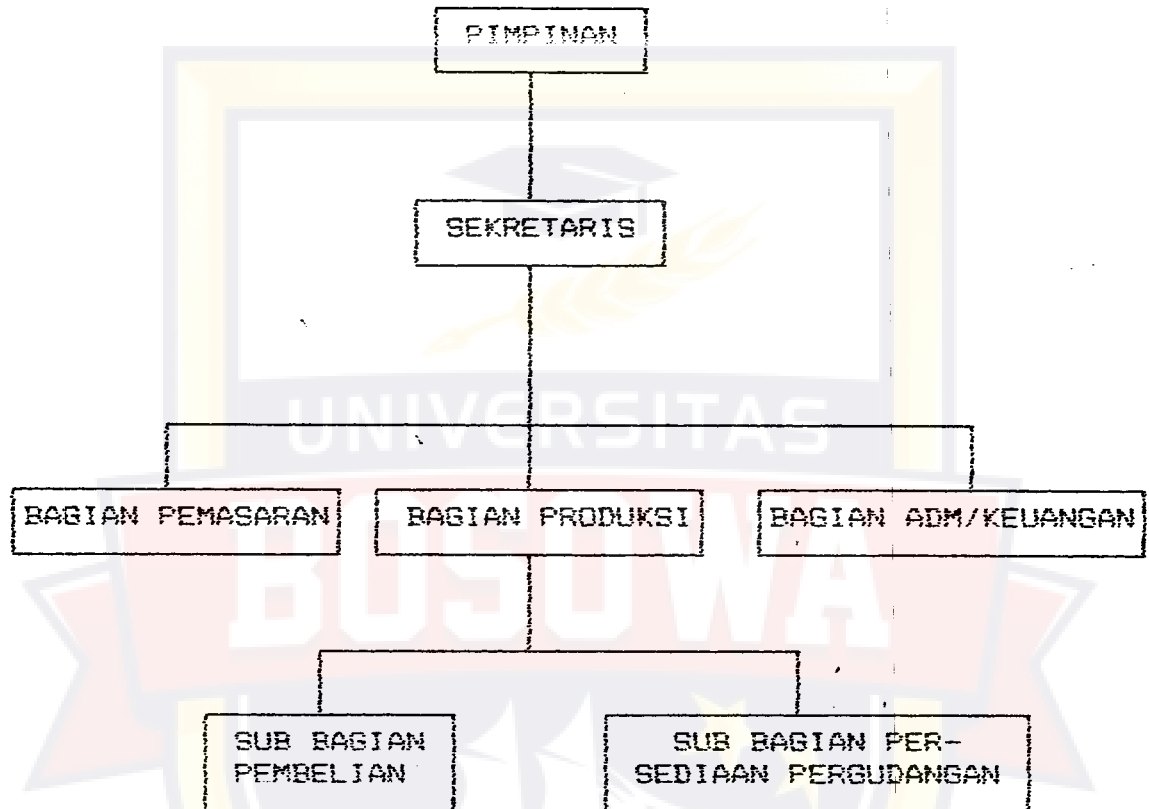 PIMPINAN
SEKRETARIS
UNIVERSITAS
BAGIAN PEMASARAN
BAGIAN PRODUKSI
BAGIAN ADM/KEUANGAN
BOSOWA
SUB BAGIAN
PEMBELIAN
SUB BAGIAN PER-
SEDIAAN PERGUDANGAN